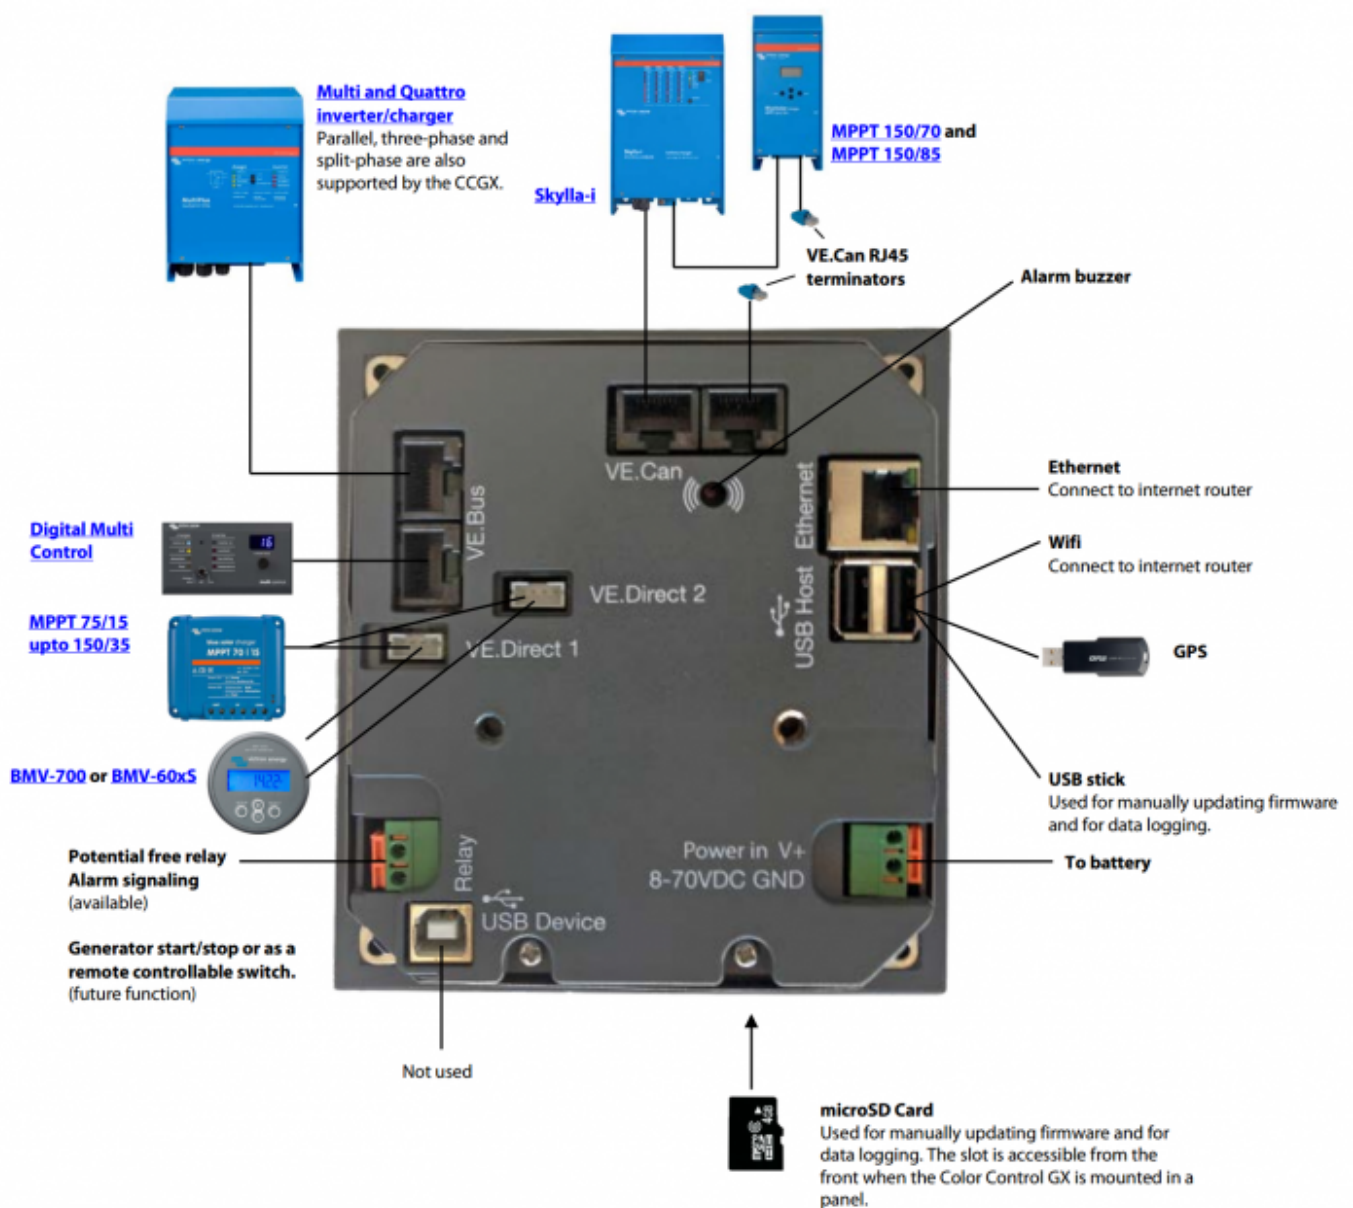 Multi and Quattro
inverter/charger
Parallel, three-phase and
split-phase are also
supported by the CCGX.
Skylla-i
MPPT 150/70 and
MPPT 150/85
VE.Can RJ45
terminators
Alarm buzzer
VE.Can
Ethernet
Ethernet
Connect to internet router
Wifi
Connect to internet router
VE.Bus
Digital Multi
Control
16
VE.Direct 2
USB Host
MPPT 75/15
upto 150/35
MPPT 70 | 15
VE.Direct 1
GPS
BMV-700 or BMV-60xS
USB stick
Used for manually updating firmware
and for data logging.
Potential free relay
Alarm signaling
(available)
Relay
Power in V+
8-70VDC GND
To battery
USB Device
Generator start/stop or as a
remote controllable switch.
(future function)
Not used
4GB
microSD Card
Used for manually updating firmware and for
data logging. The slot is accessible from the
front when the Color Control GX is mounted in a
panel.